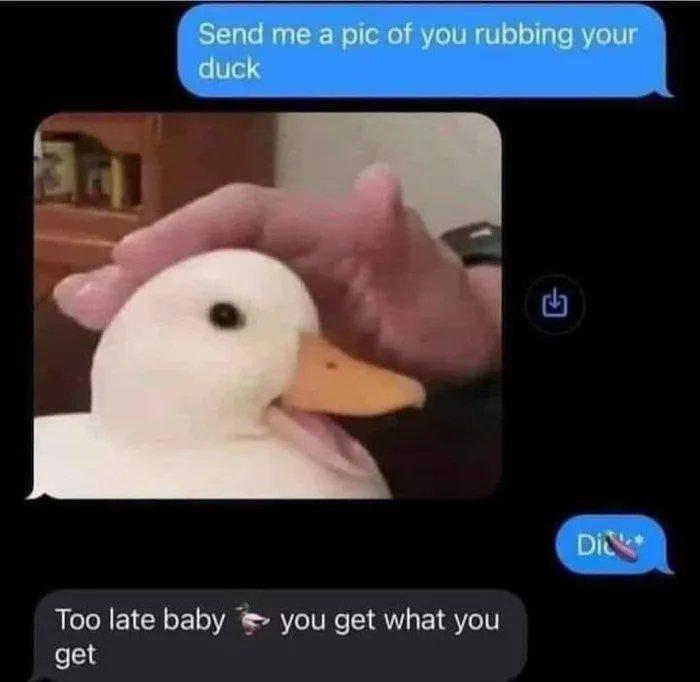 Send me a pic of you rubbing your
duck
Di🍆*
Too late baby 🦆 you get what you
get